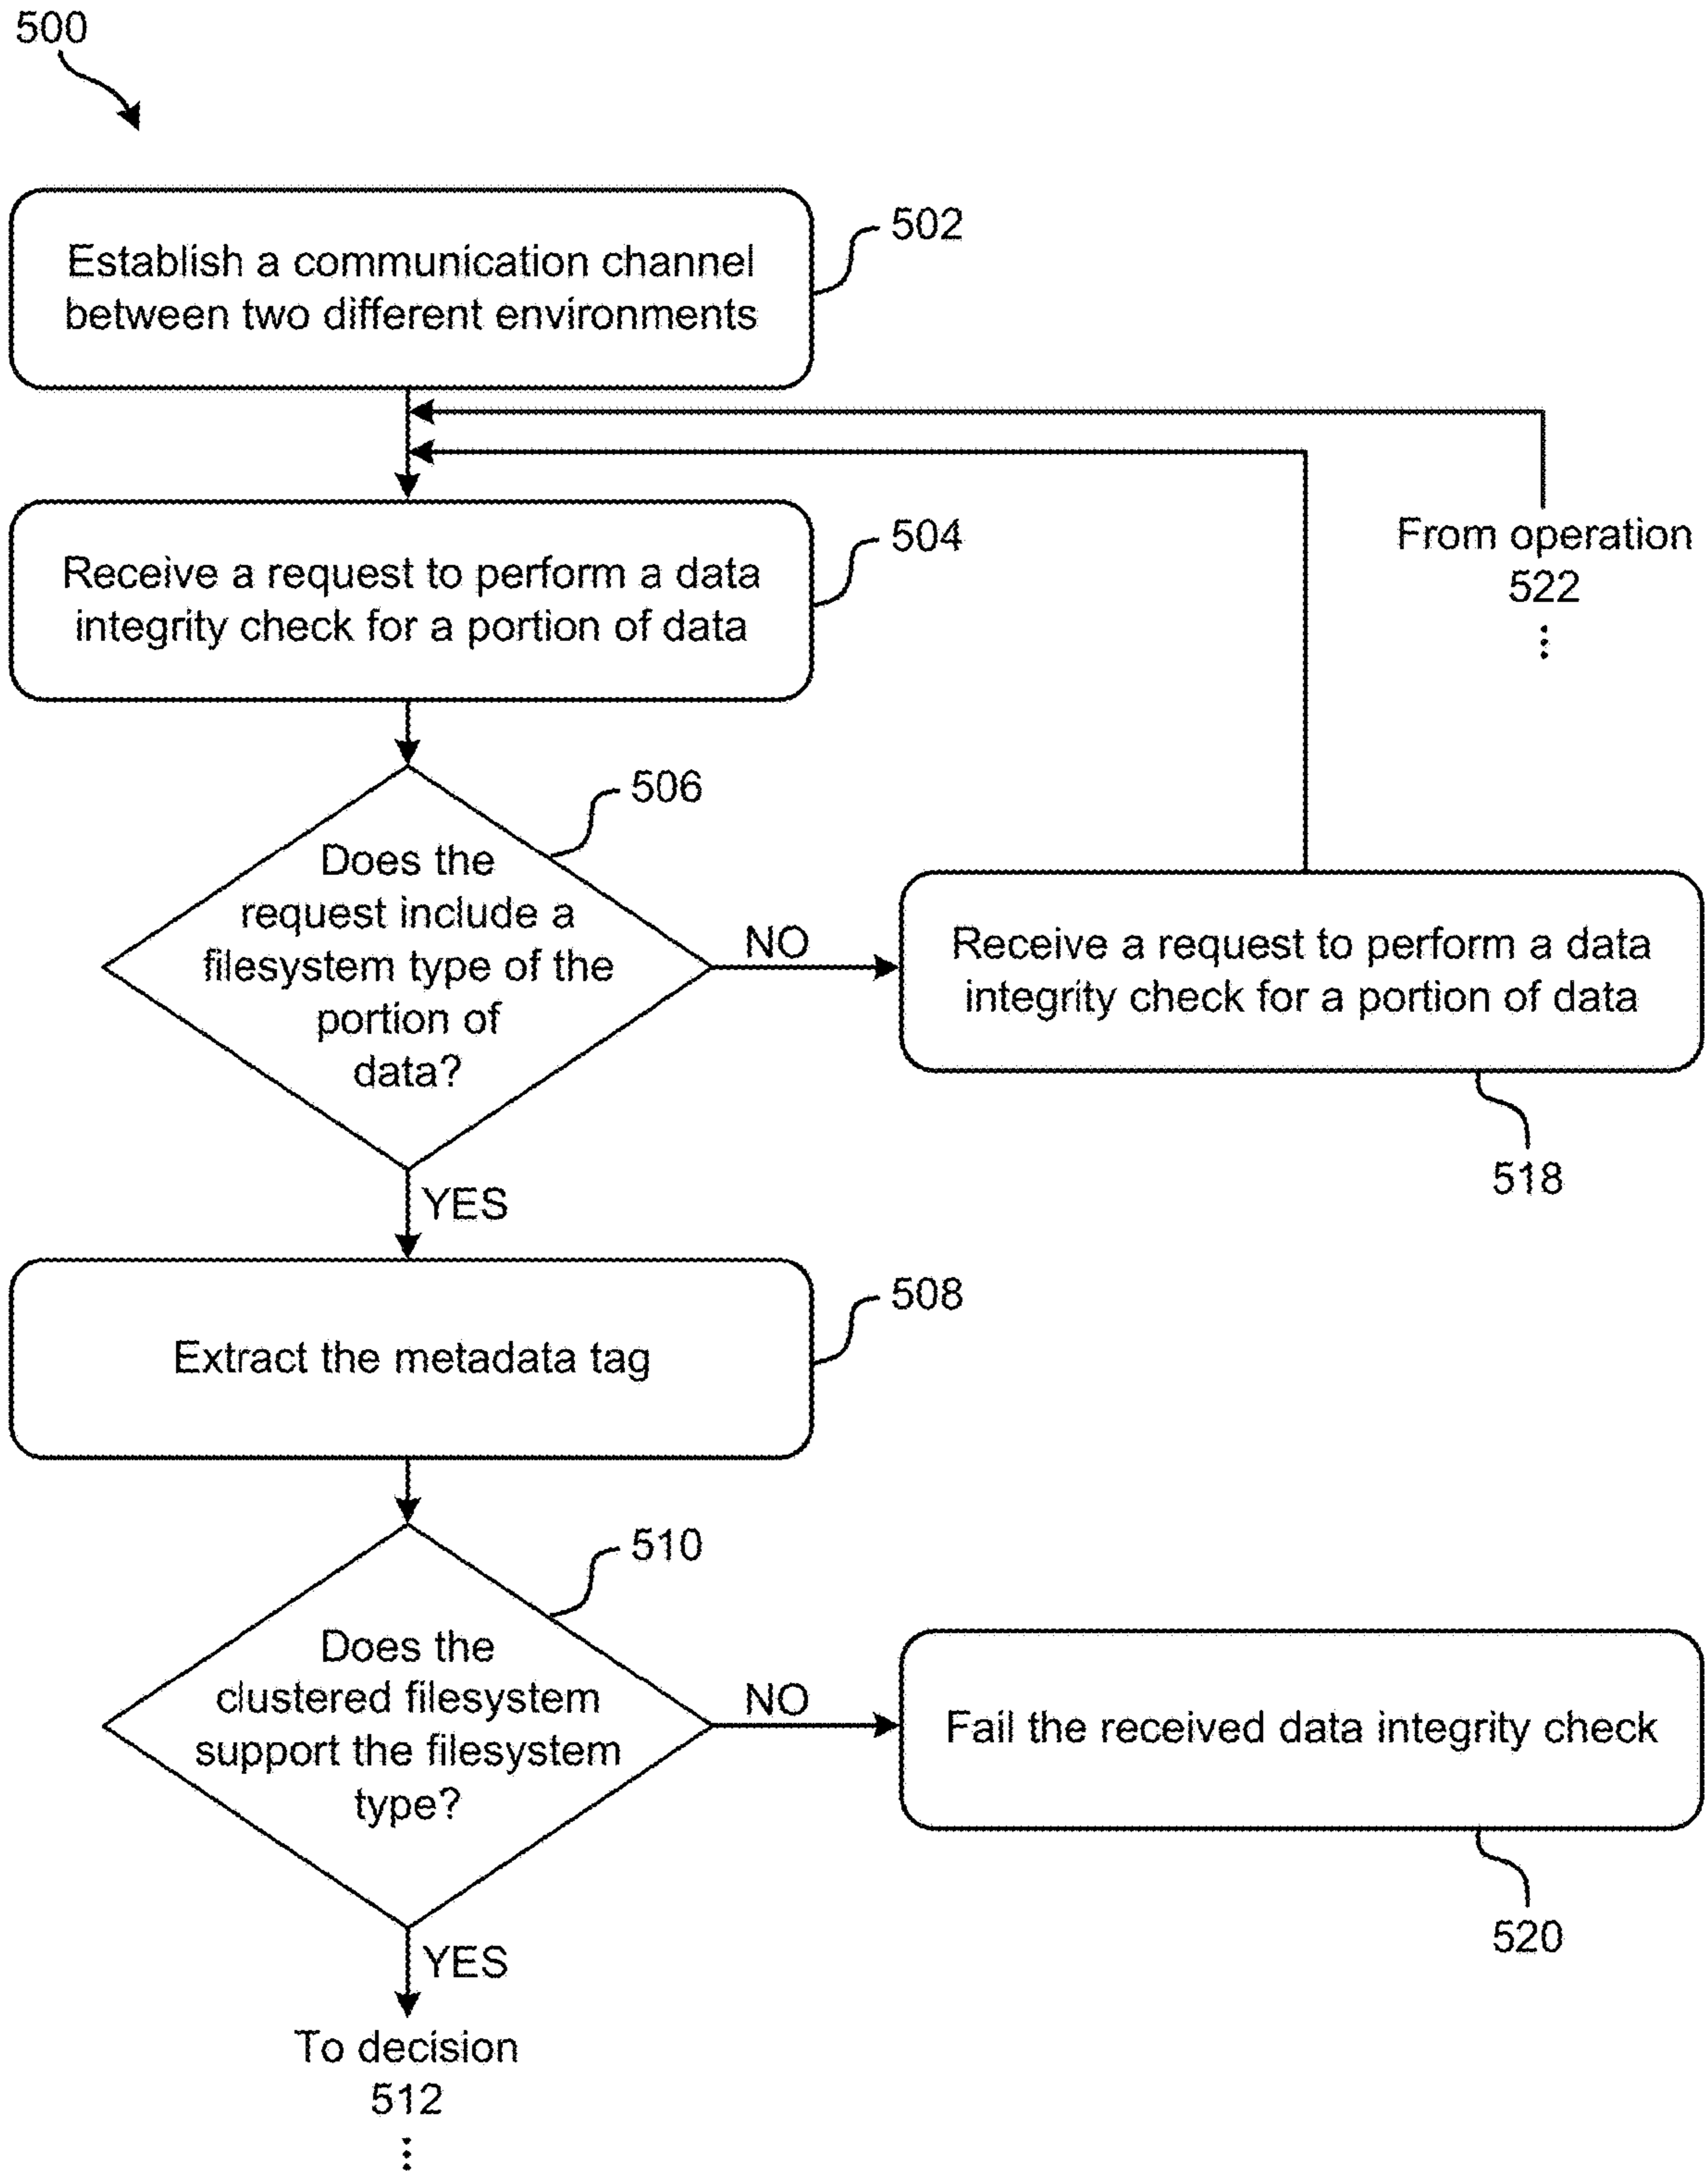 500
502
Establish a communication channel
between two different environments
504
From operation
522
Receive a request to perform a data
integrity check for a portion of data
506
Does the
request include a
filesystem type of the
portion of
data?
NO
Receive a request to perform a data
integrity check for a portion of data
518
YES
508
Extract the metadata tag
510
Does the
clustered filesystem
support the filesystem
type?
NO
Fail the received data integrity check
520
YES
To decision
512